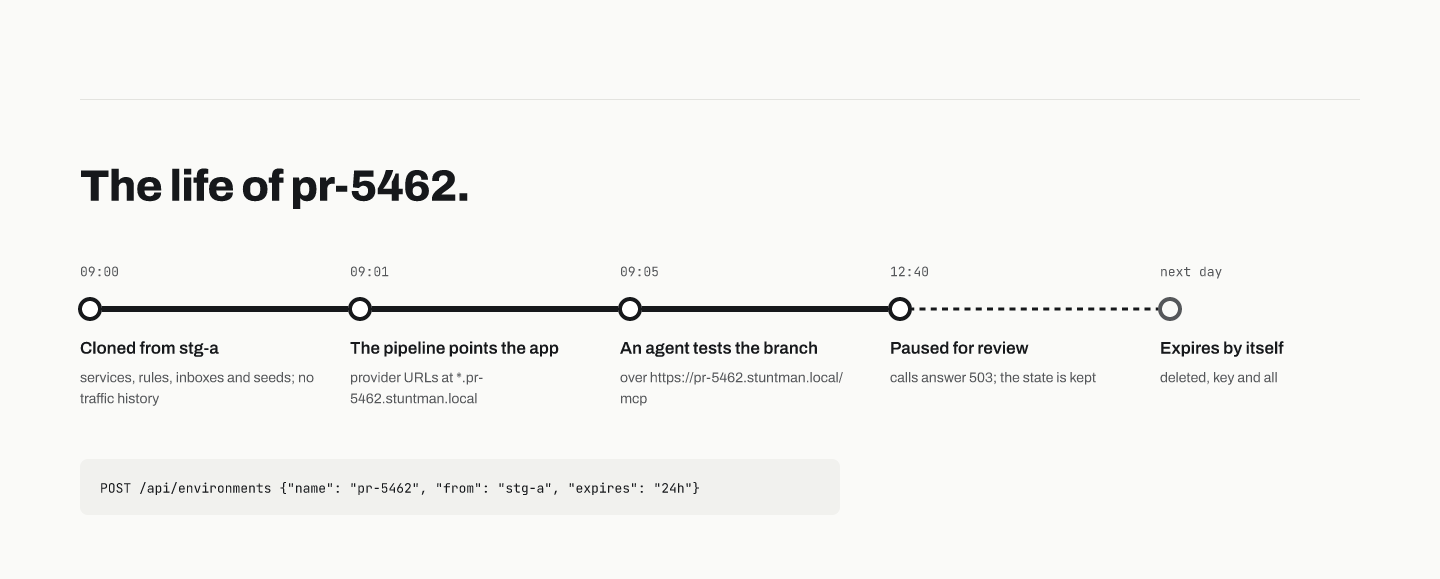 The life of pr-5462.
09:00
09:01
09:05
12:40
next day
Cloned from stg-a
services, rules, inboxes and seeds; no
traffic history
The pipeline points the app
provider URLs at *.pr-
5462.stuntman.local
An agent tests the branch
over https://pr-5462.stuntman.local/
mcp
Paused for review
calls answer 503; the state is kept
Expires by itself
deleted, key and all
POST /api/environments {"name": "pr-5462", "from": "stg-a", "expires": "24h"}